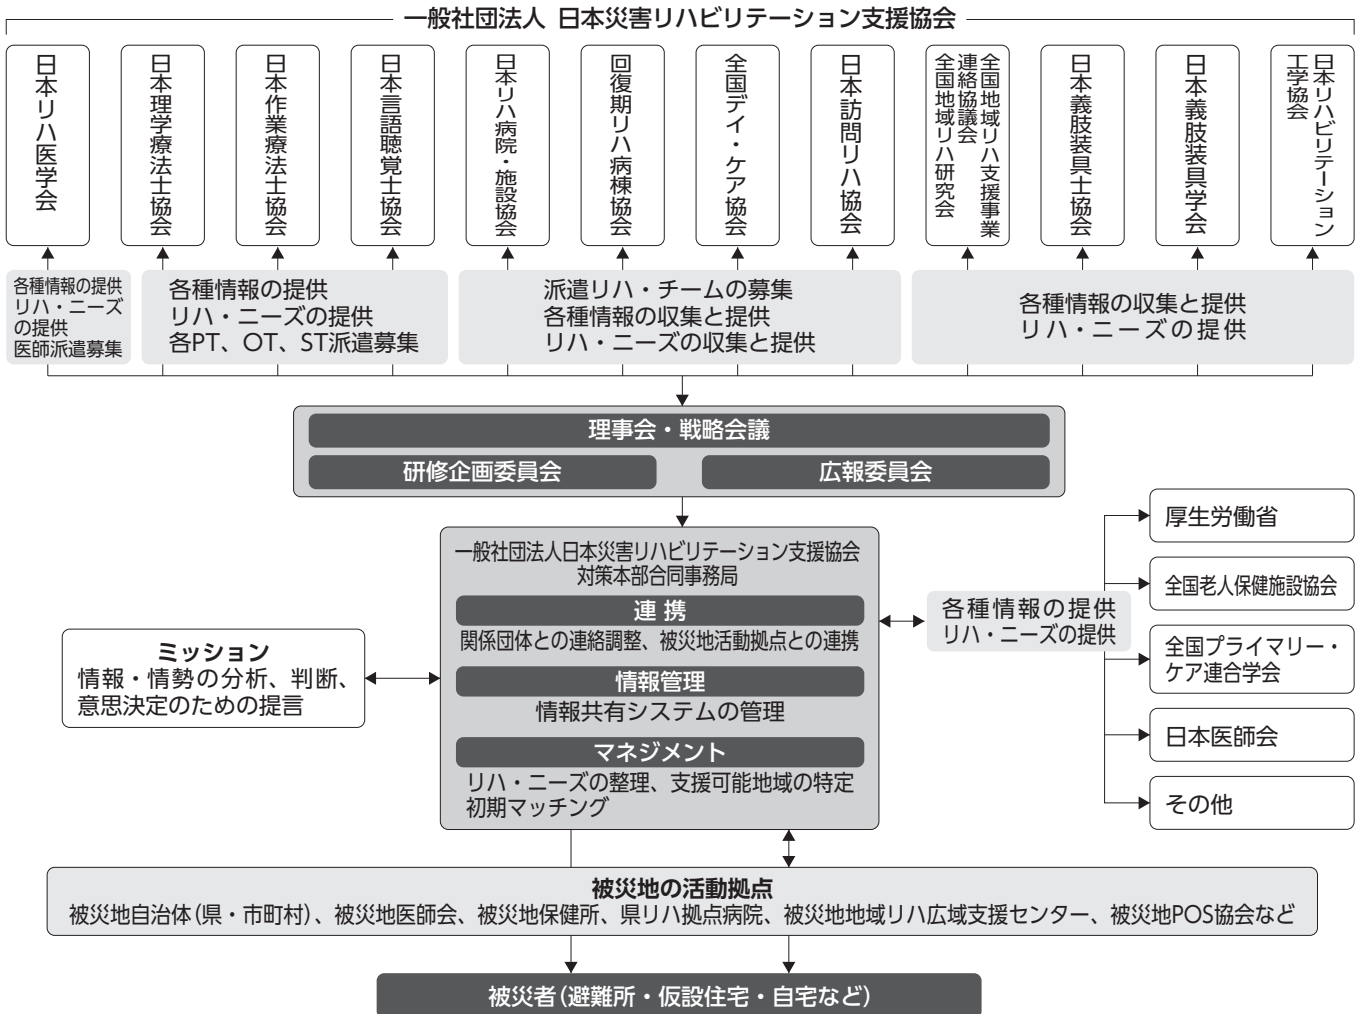 一般社団法人 日本災害リハビリテーション支援協会
日本リハ医学会
日本理学療法士協会
日本作業療法士協会
日本言語聴覚士協会
日本リハ病院・施設協会
回復期リハ病棟協会
全国デイ・ケア協会
日本訪問リハ協会
全国地域リハ支援事業
連絡協議会
全国地域リハ研究会
日本義肢装具士協会
日本義肢装具学会
日本リハビリテーション
工学協会
各種情報の提供
リハ・ニーズ
の提供
医師派遣募集
各種情報の提供
リハ・ニーズの提供
各PT、OT、ST派遣募集
派遣リハ・チームの募集
各種情報の収集と提供
リハ・ニーズの収集と提供
各種情報の収集と提供
リハ・ニーズの提供
理事会・戦略会議
研修企画委員会
広報委員会
一般社団法人日本災害リハビリテーション支援協会
対策本部合同事務局
連携
関係団体との連絡調整、被災地活動拠点との連携
情報管理
情報共有システムの管理
マネジメント
リハ・ニーズの整理、支援可能地域の特定
初期マッチング
ミッション
情報・情勢の分析、判断、
意思決定のための提言
各種情報の提供
リハ・ニーズの提供
厚生労働省
全国老人保健施設協会
全国プライマリー・
ケア連合学会
日本医師会
その他
被災地の活動拠点
被災地自治体(県・市町村)、被災地医師会、被災地保健所、県リハ拠点病院、被災地地域リハ広域支援センター、被災地POS協会など
被災者(避難所・仮設住宅・自宅など)